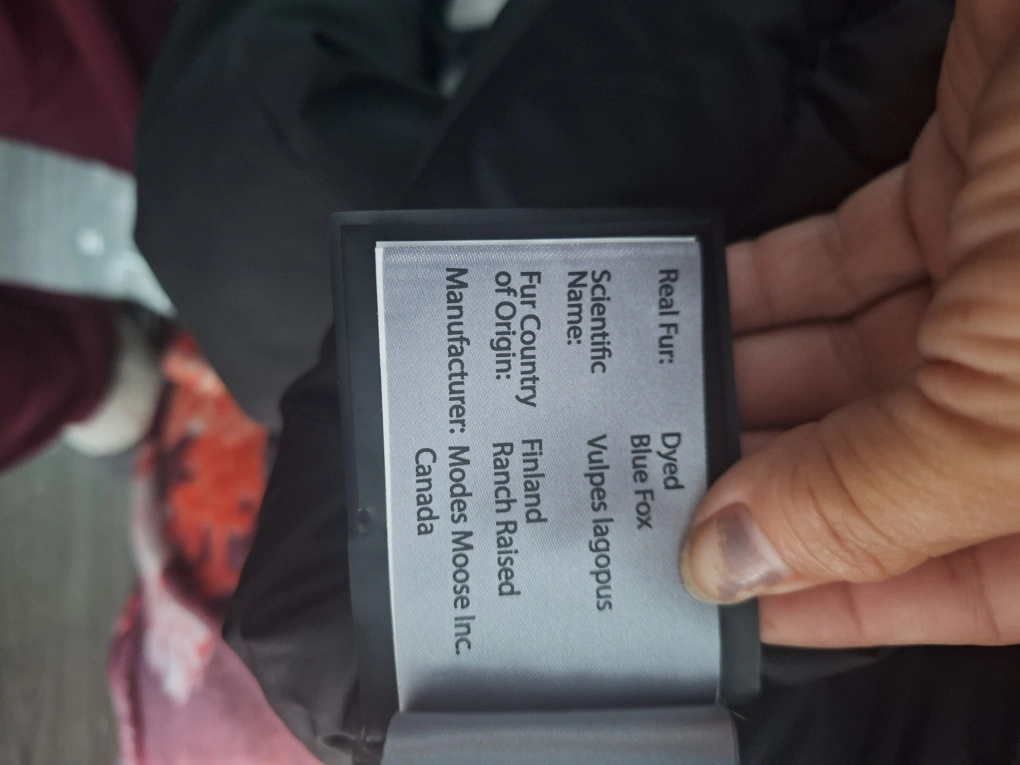 Real Fur: Dyed
Blue Fox
Scientific Vulpes lagopus
Name:
Fur Country Finland
of Origin: Ranch Raised
Manufacturer: Modes Moose Inc.
Canada